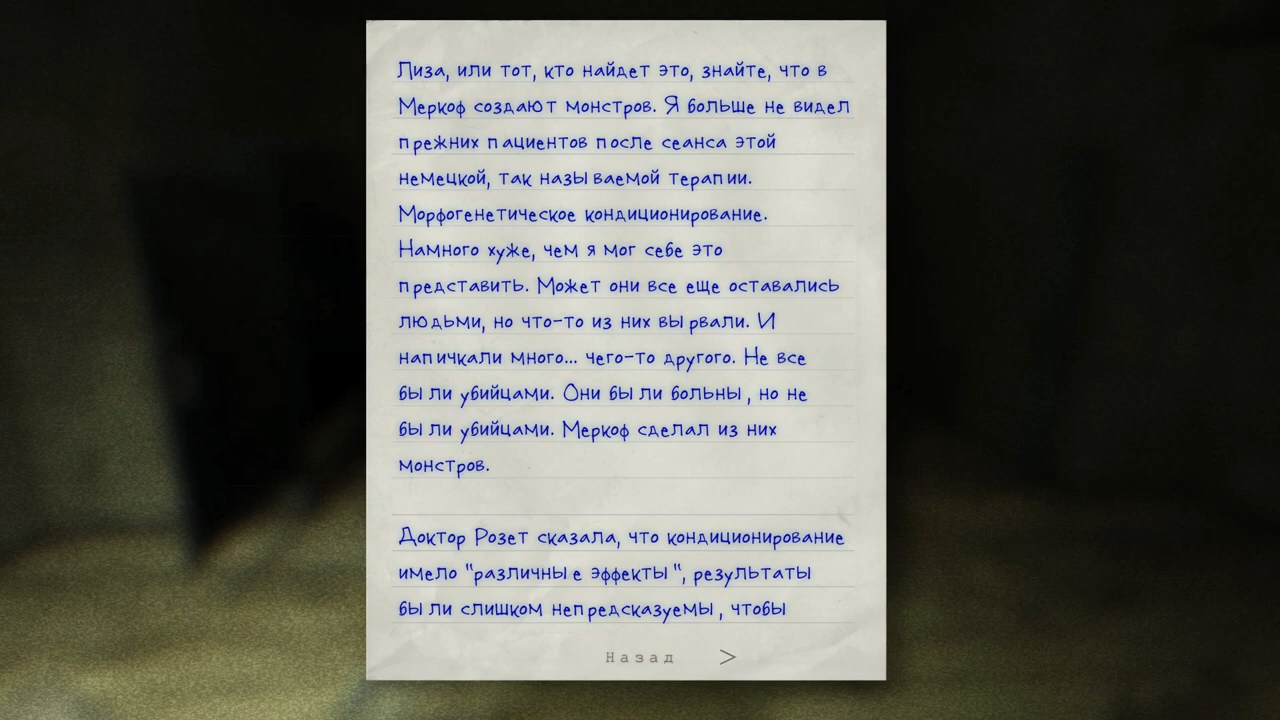 Лиза, или тот, кто найдет это, знайте, что в
Меркоф создают монстров. Я больше не видел
прежних пациентов после сеанса этой
немецкой, так называемой терапии.
Морфогенетическое кондиционирование.
Намного хуже, чем я мог себе это
представить. Может они все еще оставались
людьми, но что-то из них вырвали. И
напичкали много... чего-то другого. Не все
были убийцами. Они были больны, но не
были убийцами. Меркоф сделал из них
монстров.
Доктор Розет сказала, что кондиционирование
имело "различные эффекты", результаты
были слишком непредсказуемы, чтобы
Назад >